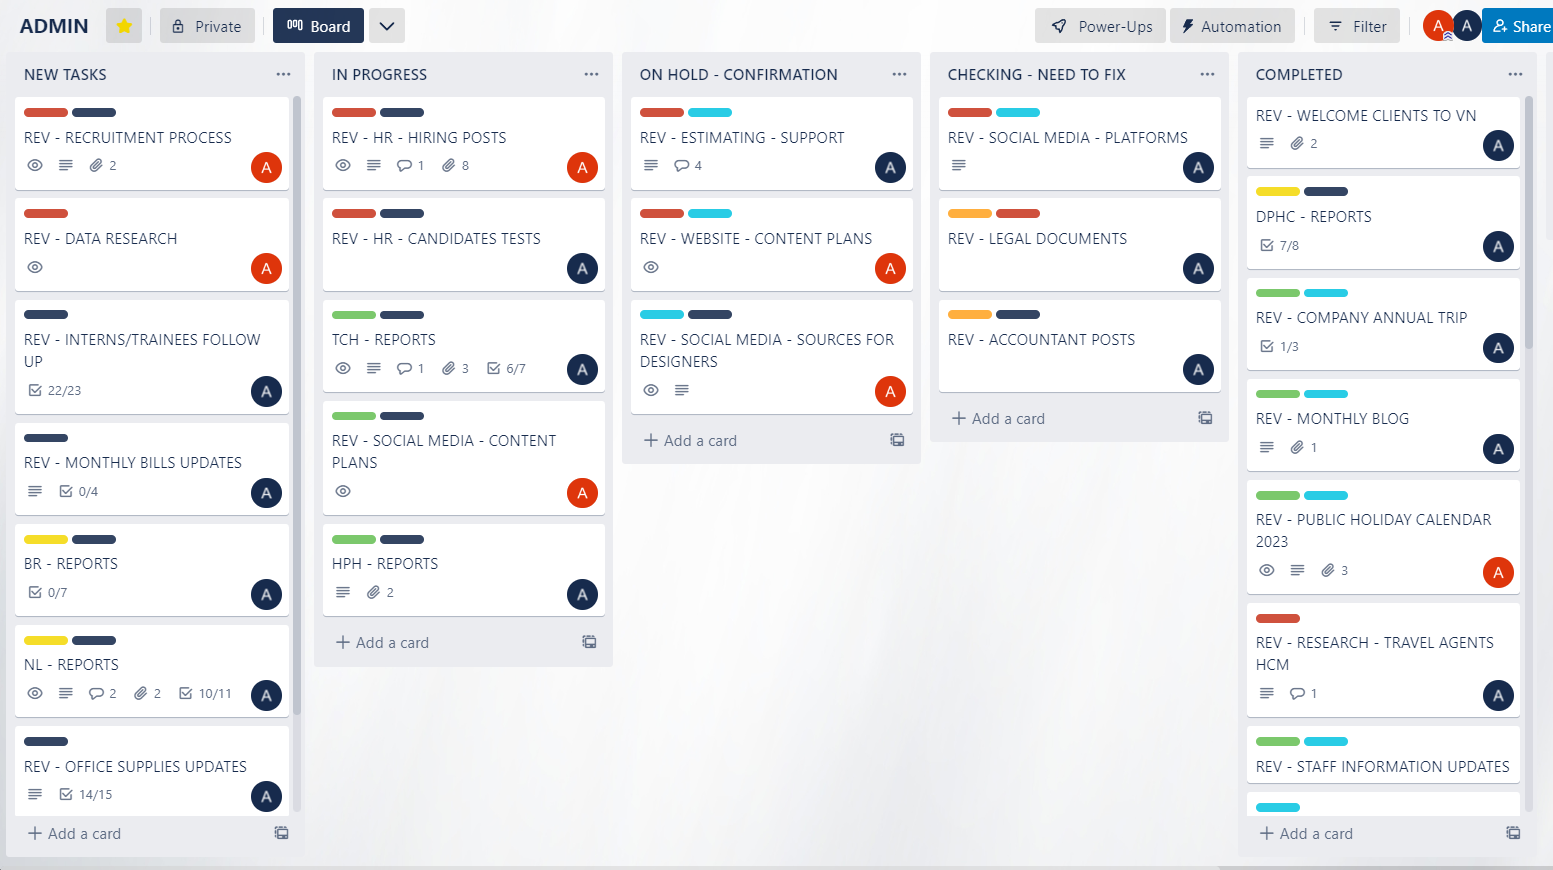 ADMIN
Private
Board
Power-Ups
Automation
Filter
A
A
Share
NEW TASKS
REV - RECRUITMENT PROCESS
2
A
REV - DATA RESEARCH
A
REV - INTERNS/TRAINEES FOLLOW
UP
22/23
A
REV - MONTHLY BILLS UPDATES
0/4
A
BR - REPORTS
0/7
A
NL - REPORTS
2 2 10/11
A
REV - OFFICE SUPPLIES UPDATES
14/15
A
Add a card
IN PROGRESS
REV - HR - HIRING POSTS
1 8
A
REV - HR - CANDIDATES TESTS
A
TCH - REPORTS
1 3 6/7
A
REV - SOCIAL MEDIA - CONTENT
PLANS
A
HPH - REPORTS
2
A
Add a card
ON HOLD - CONFIRMATION
REV - ESTIMATING - SUPPORT
4
A
REV - WEBSITE - CONTENT PLANS
A
REV - SOCIAL MEDIA - SOURCES FOR
DESIGNERS
A
Add a card
CHECKING - NEED TO FIX
REV - SOCIAL MEDIA - PLATFORMS
A
REV - LEGAL DOCUMENTS
A
REV - ACCOUNTANT POSTS
A
Add a card
COMPLETED
REV - WELCOME CLIENTS TO VN
2
A
DPHC - REPORTS
7/8
A
REV - COMPANY ANNUAL TRIP
1/3
A
REV - MONTHLY BLOG
1
A
REV - PUBLIC HOLIDAY CALENDAR
2023
3
A
REV - RESEARCH - TRAVEL AGENTS
HCM
1
A
REV - STAFF INFORMATION UPDATES
Add a card